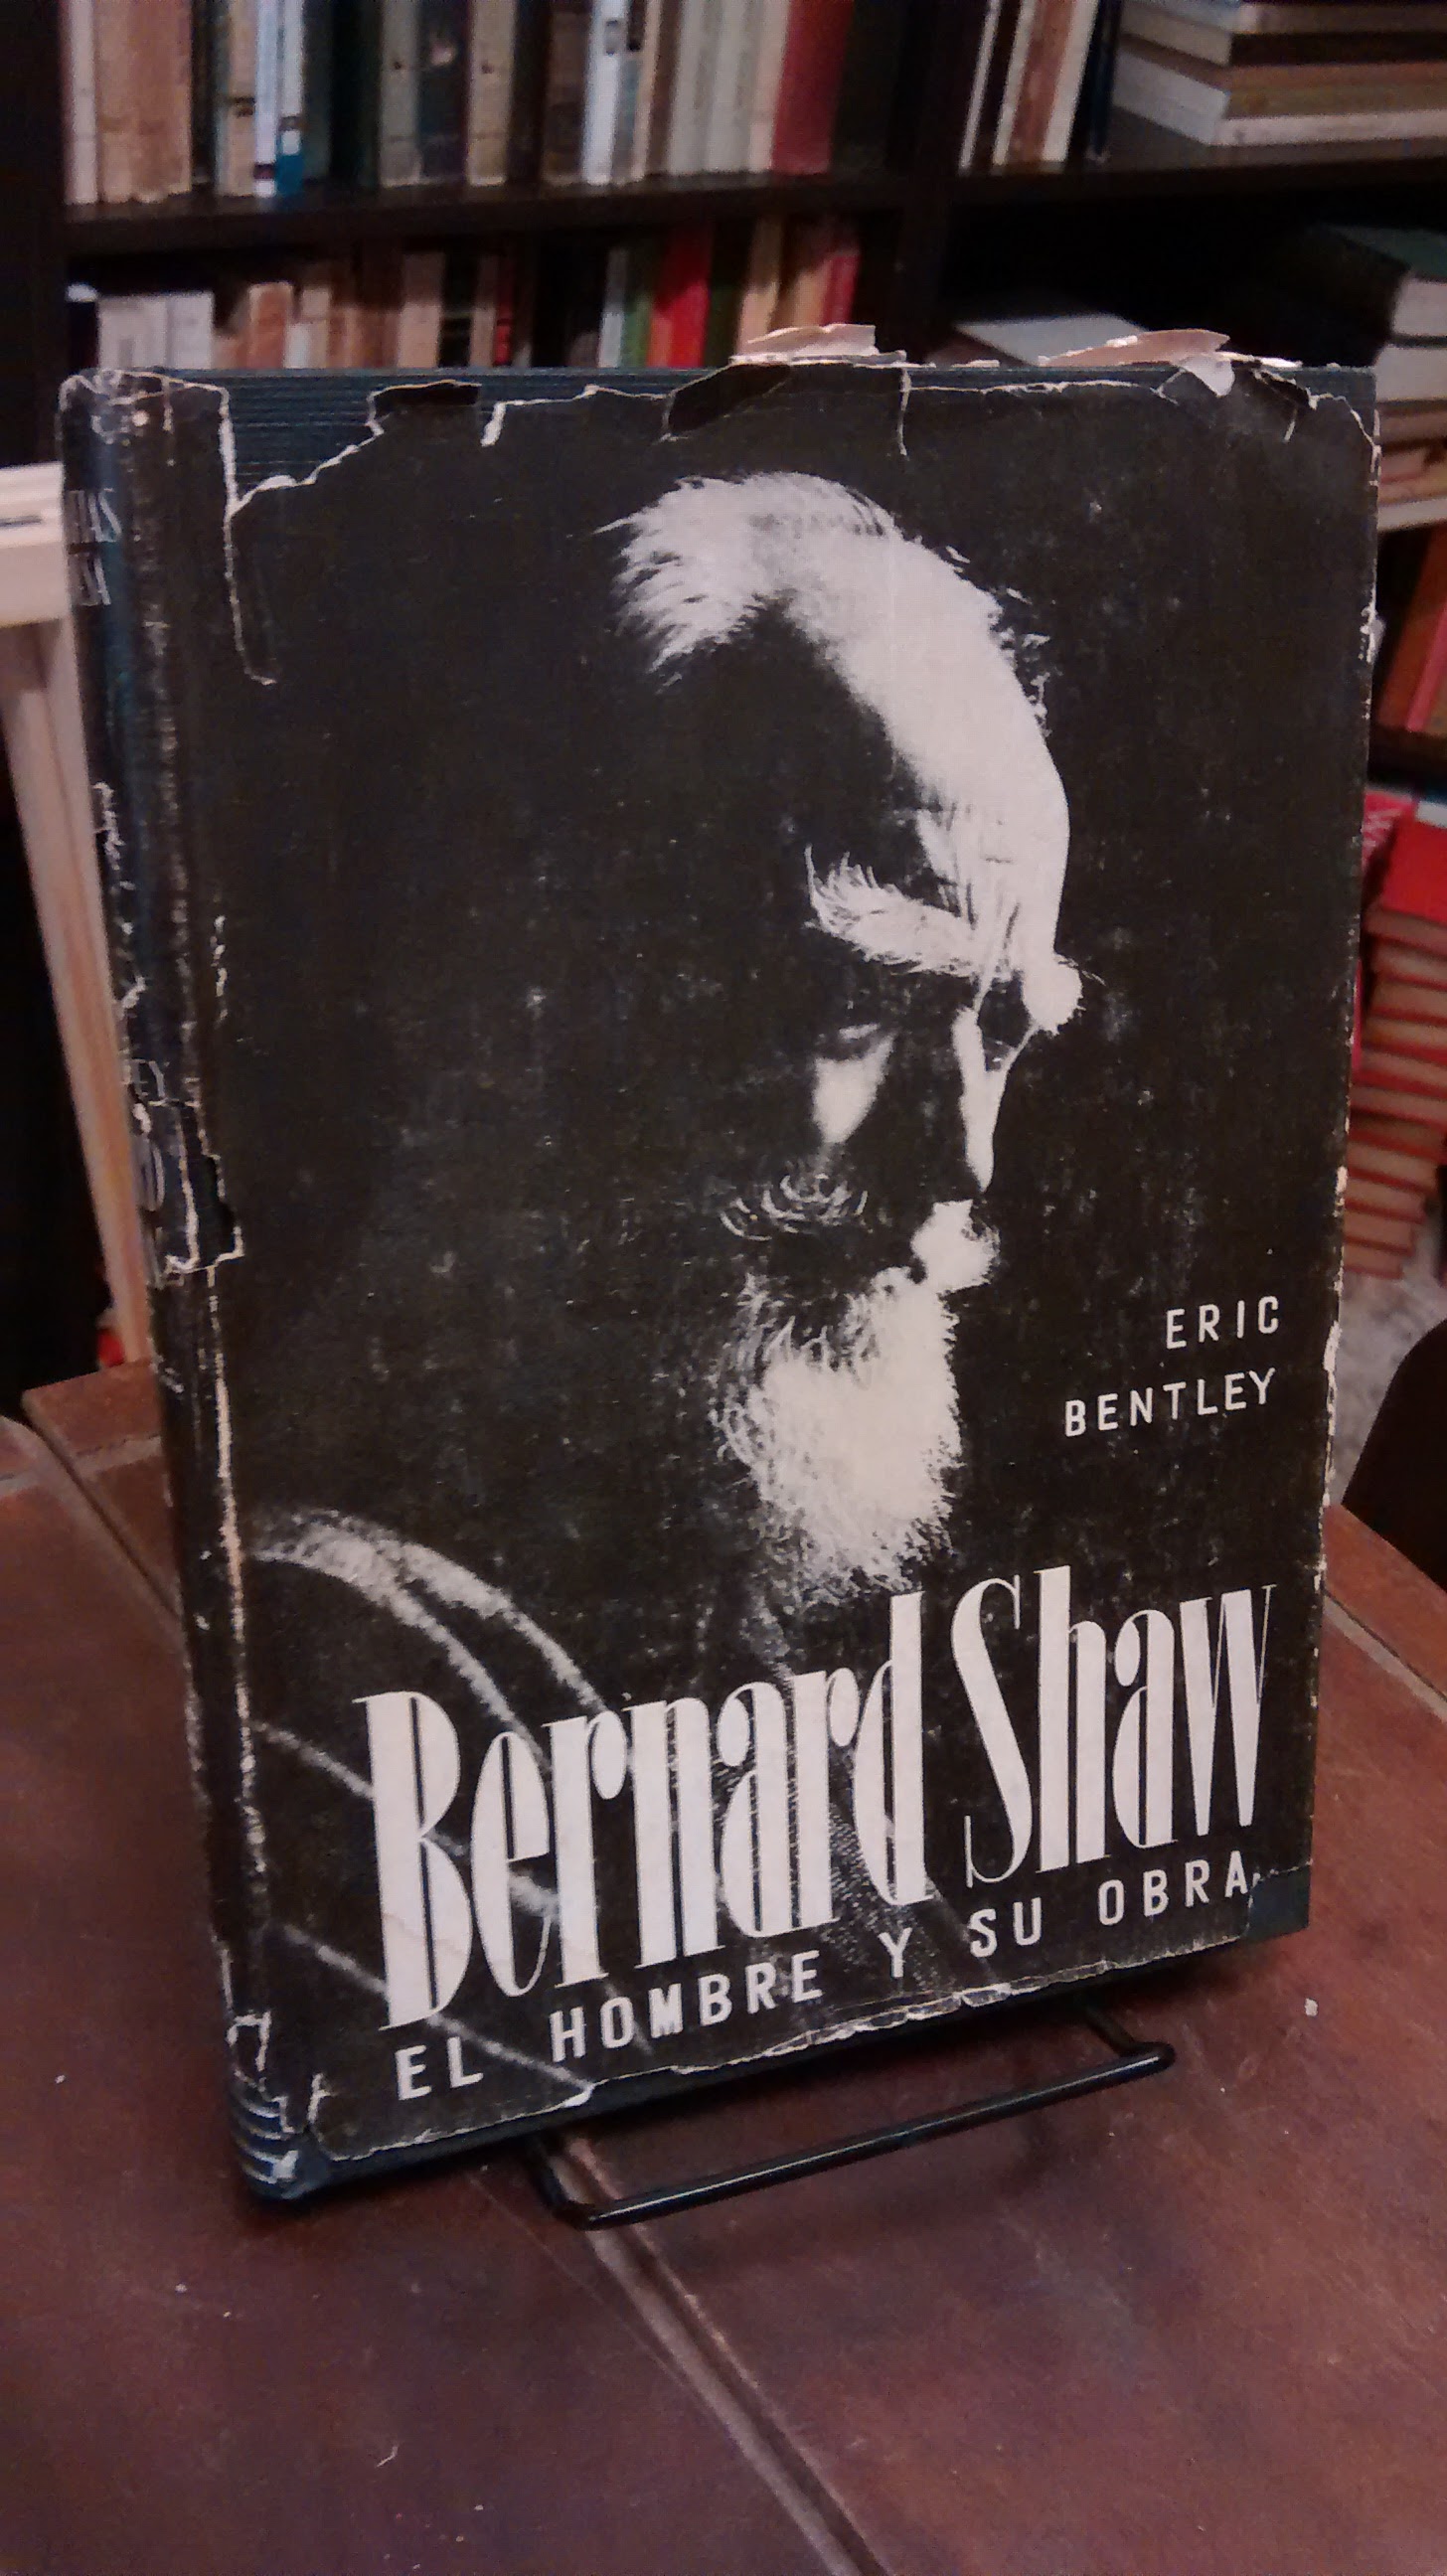 ERIC
BENTLEY
Bernard Shaw
EL HOMBRE Y SU OBRA